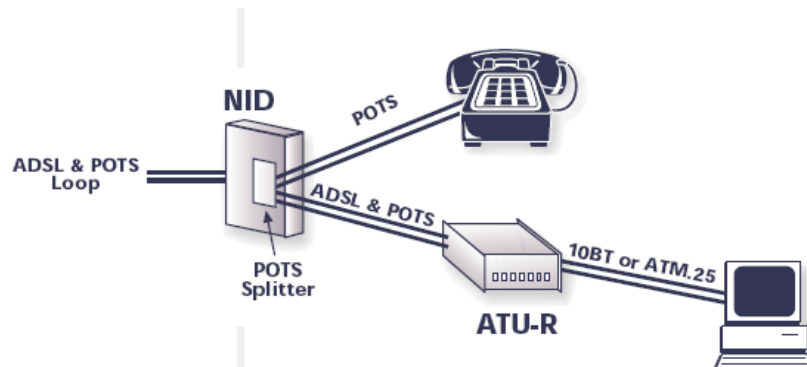 NID
POTS
ADSL & POTS
Loop
ADSL & POTS
POTS
Splitter
10BT or ATM.25
ATU-R